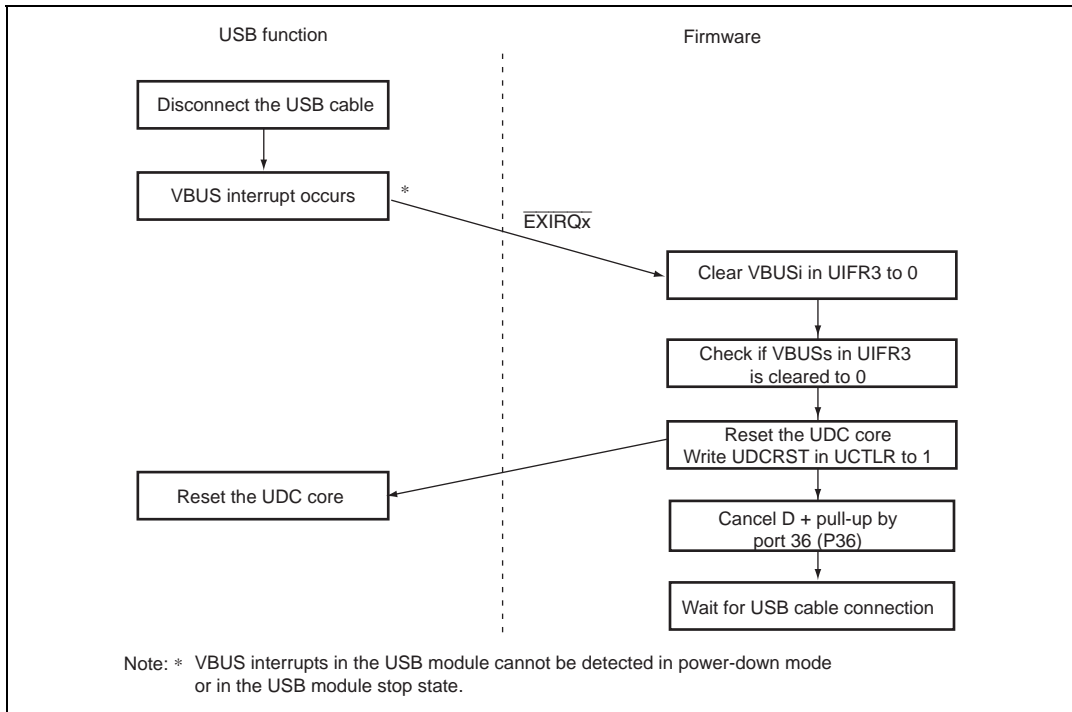 USB function
Firmware
Disconnect the USB cable
VBUS interrupt occurs
*
EXIRQx
Clear VBUSi in UIFR3 to 0
Check if VBUSs in UIFR3
is cleared to 0
Reset the UDC core
Write UDCRST in UCTLR to 1
Reset the UDC core
Cancel D + pull-up by
port 36 (P36)
Wait for USB cable connection
Note: * VBUS interrupts in the USB module cannot be detected in power-down mode
or in the USB module stop state.